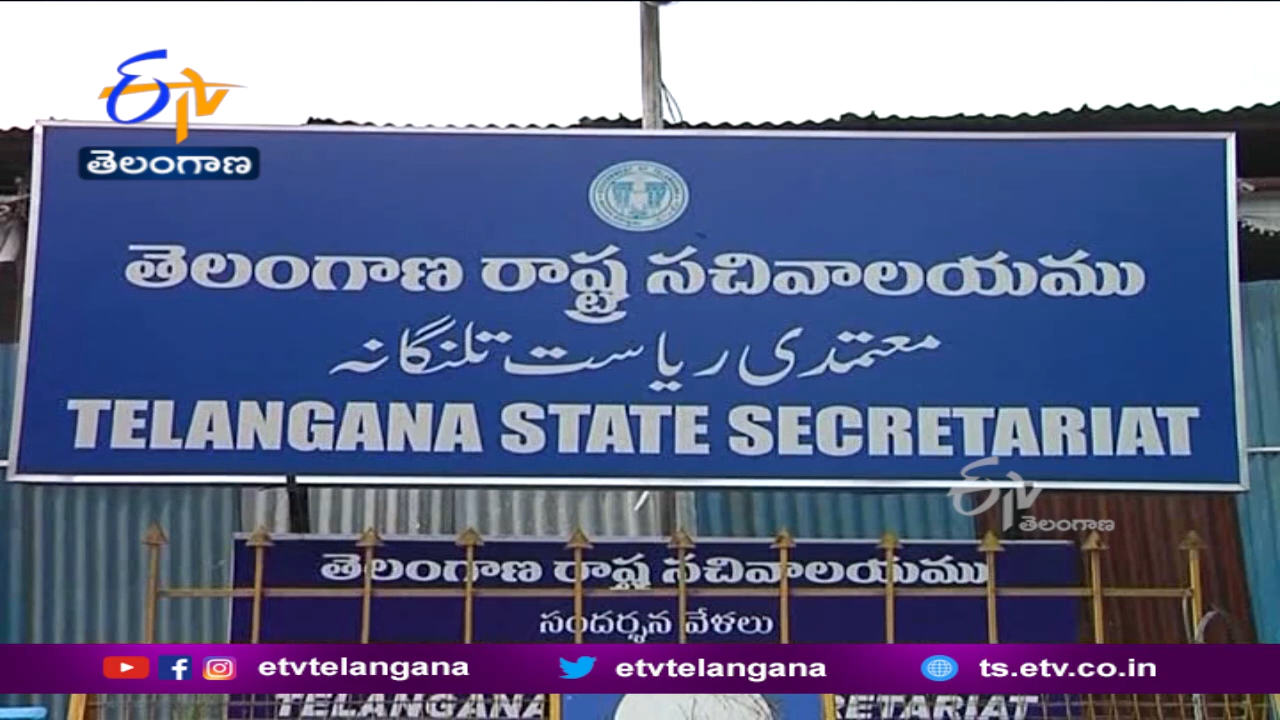 ETV
తెలంగాణ
తెలంగాణ రాష్ట్ర సచివాలయము
معتمدی ریاست تلنگانہ
TELANGANA STATE SECRETARIAT
ETV
తెలంగాణ
తెలంగాణ రాష్ట్ర సచివాలయము
సందర్శన వేళలు
etvtelangana
etvtelangana
ts.etv.co.in
TELANGANA